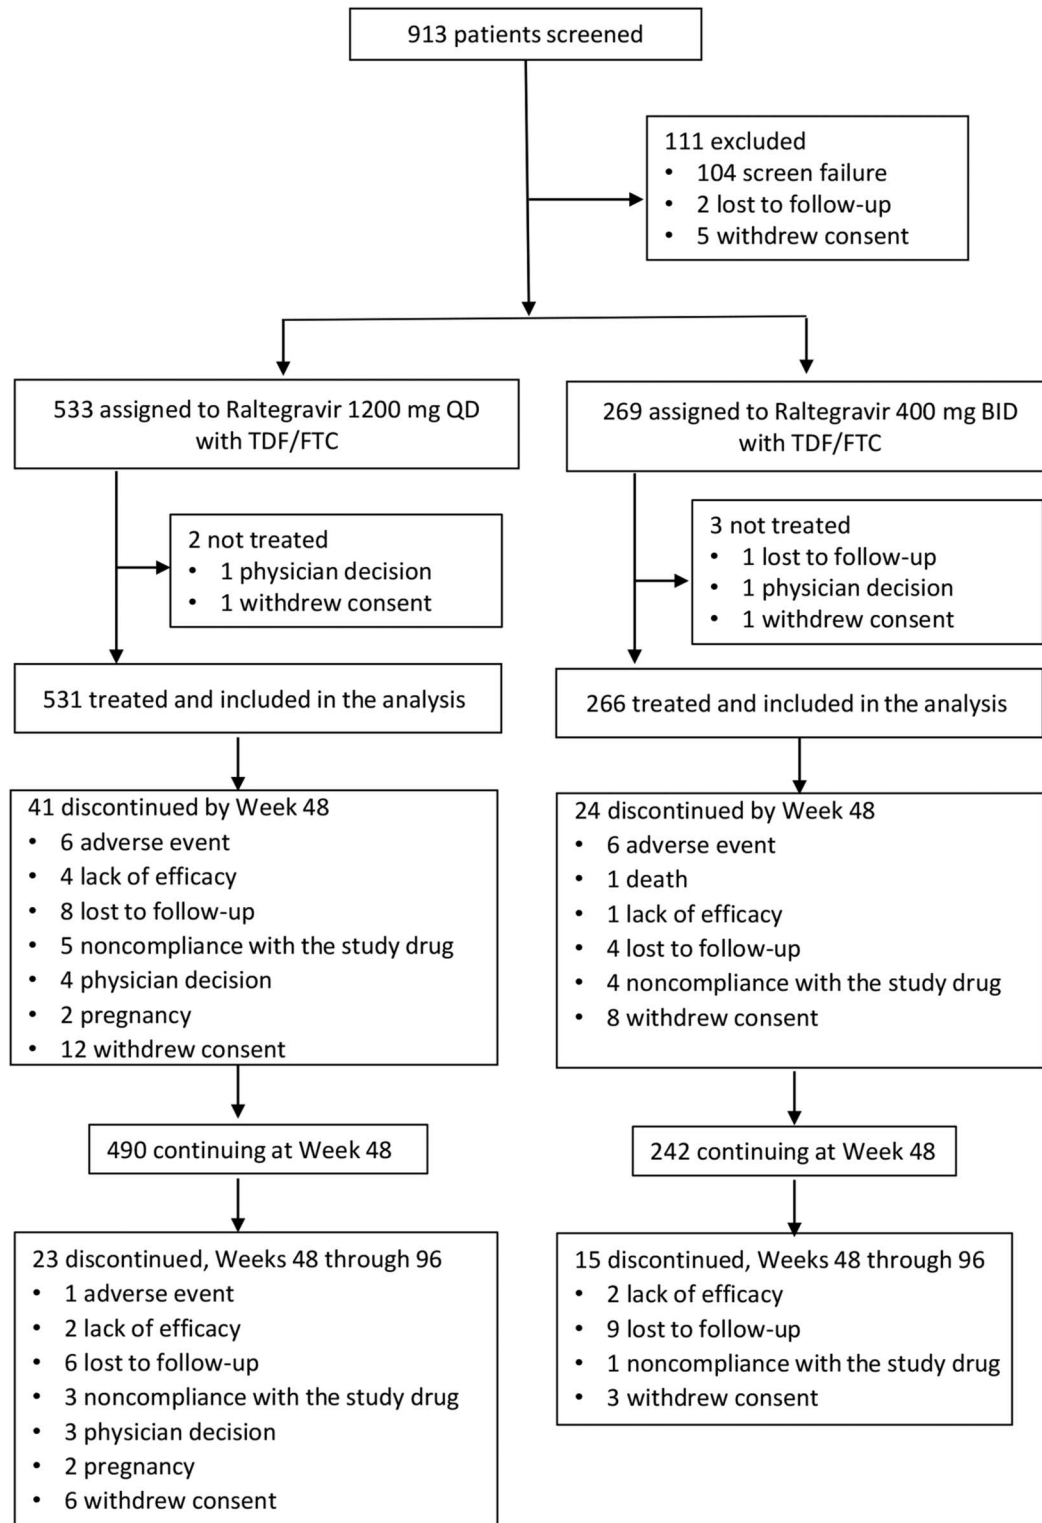 913 patients screened
111 excluded
• 104 screen failure
• 2 lost to follow-up
• 5 withdrew consent
533 assigned to Raltegravir 1200 mg QD
with TDF/FTC
269 assigned to Raltegravir 400 mg BID
with TDF/FTC
2 not treated
• 1 physician decision
• 1 withdrew consent
3 not treated
• 1 lost to follow-up
• 1 physician decision
• 1 withdrew consent
531 treated and included in the analysis
266 treated and included in the analysis
41 discontinued by Week 48
• 6 adverse event
• 4 lack of efficacy
• 8 lost to follow-up
• 5 noncompliance with the study drug
• 4 physician decision
• 2 pregnancy
• 12 withdrew consent
24 discontinued by Week 48
• 6 adverse event
• 1 death
• 1 lack of efficacy
• 4 lost to follow-up
• 4 noncompliance with the study drug
• 8 withdrew consent
490 continuing at Week 48
242 continuing at Week 48
23 discontinued, Weeks 48 through 96
• 1 adverse event
• 2 lack of efficacy
• 6 lost to follow-up
• 3 noncompliance with the study drug
• 3 physician decision
• 2 pregnancy
• 6 withdrew consent
15 discontinued, Weeks 48 through 96
• 2 lack of efficacy
• 9 lost to follow-up
• 1 noncompliance with the study drug
• 3 withdrew consent